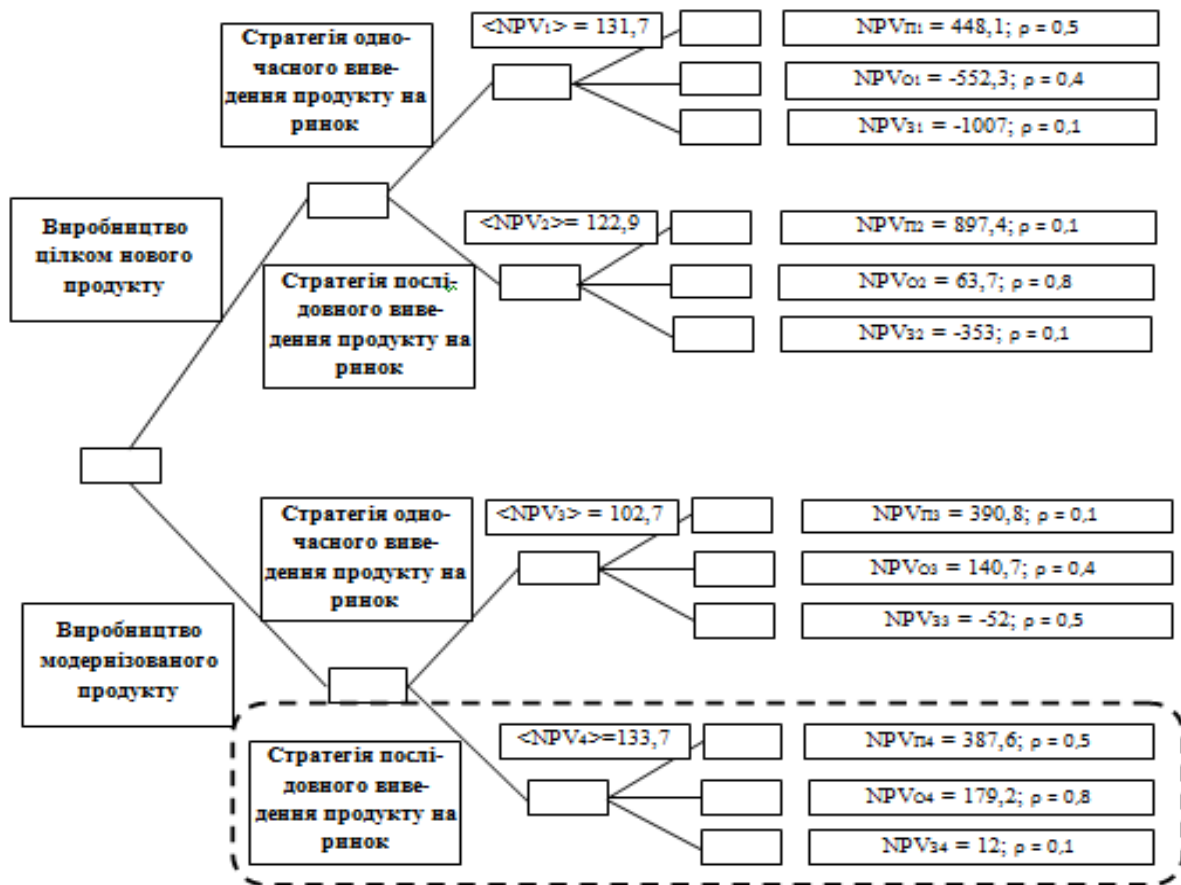 Стратегія одно-
часного виве-
дення продукту на
ринок
<NPV₁> = 131,7
NPVП1 = 448,1; ρ = 0,5
NPVО1 = -552,3; ρ = 0,4
NPVЗ1 = -1007; ρ = 0,1
Виробництво
цілком нового
продукту
Стратегія послі-
довного виве-
дення продукту на
ринок
<NPV₂>= 122,9
NPVП2 = 897,4; ρ = 0,1
NPVО2 = 63,7; ρ = 0,8
NPVЗ2 = -353; ρ = 0,1
Стратегія одно-
часного виве-
дення продукту на
ринок
<NPV₃> = 102,7
NPVП3 = 390,8; ρ = 0,1
NPVО3 = 140,7; ρ = 0,4
NPVЗ3 = -52; ρ = 0,5
Виробництво
модернізованого
продукту
Стратегія послі-
довного виве-
дення продукту на
ринок
<NPV₄>=133,7
NPVП4 = 387,6; ρ = 0,5
NPVО4 = 179,2; ρ = 0,8
NPVЗ4 = 12; ρ = 0,1